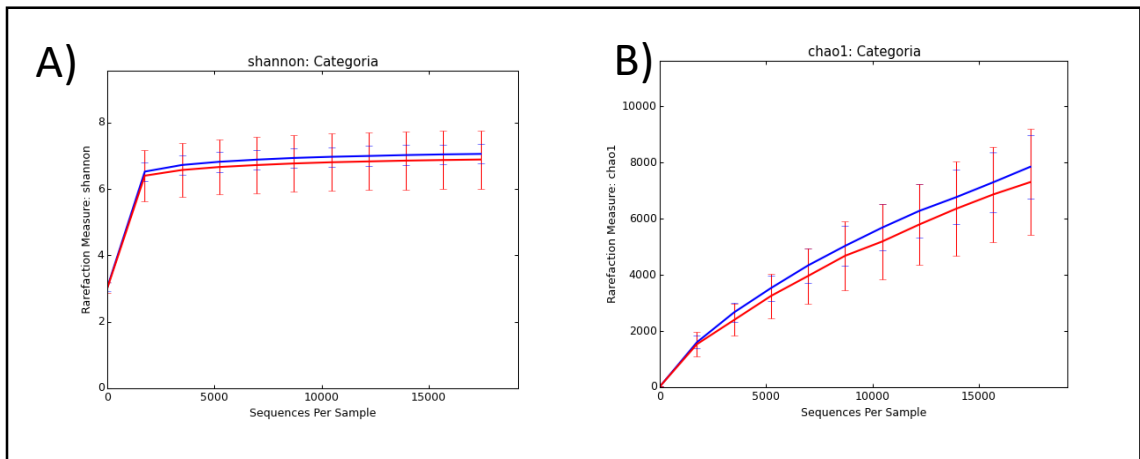 A)
shannon: Categoria
Rarefaction Measure: shannon
8
6
4
2
0
0 5000 10000 15000
Sequences Per Sample
B)
chao1: Categoria
Rarefaction Measure: chao1
10000
8000
6000
4000
2000
0
0 5000 10000 15000
Sequences Per Sample